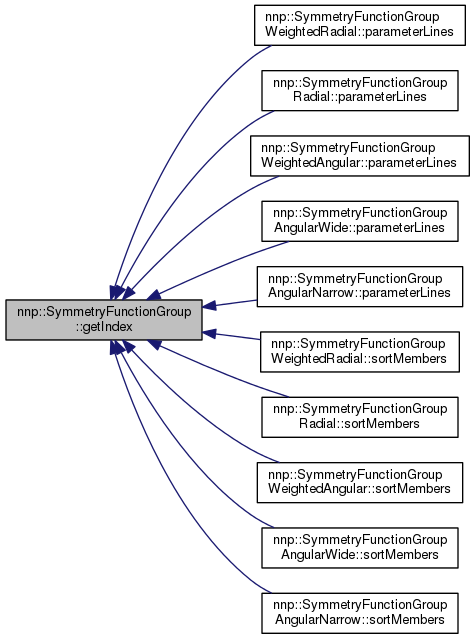 nnp::SymmetryFunctionGroup
WeightedRadial::parameterLines
nnp::SymmetryFunctionGroup
Radial::parameterLines
nnp::SymmetryFunctionGroup
WeightedAngular::parameterLines
nnp::SymmetryFunctionGroup
AngularWide::parameterLines
nnp::SymmetryFunctionGroup
AngularNarrow::parameterLines
nnp::SymmetryFunctionGroup
::getIndex
nnp::SymmetryFunctionGroup
WeightedRadial::sortMembers
nnp::SymmetryFunctionGroup
Radial::sortMembers
nnp::SymmetryFunctionGroup
WeightedAngular::sortMembers
nnp::SymmetryFunctionGroup
AngularWide::sortMembers
nnp::SymmetryFunctionGroup
AngularNarrow::sortMembers